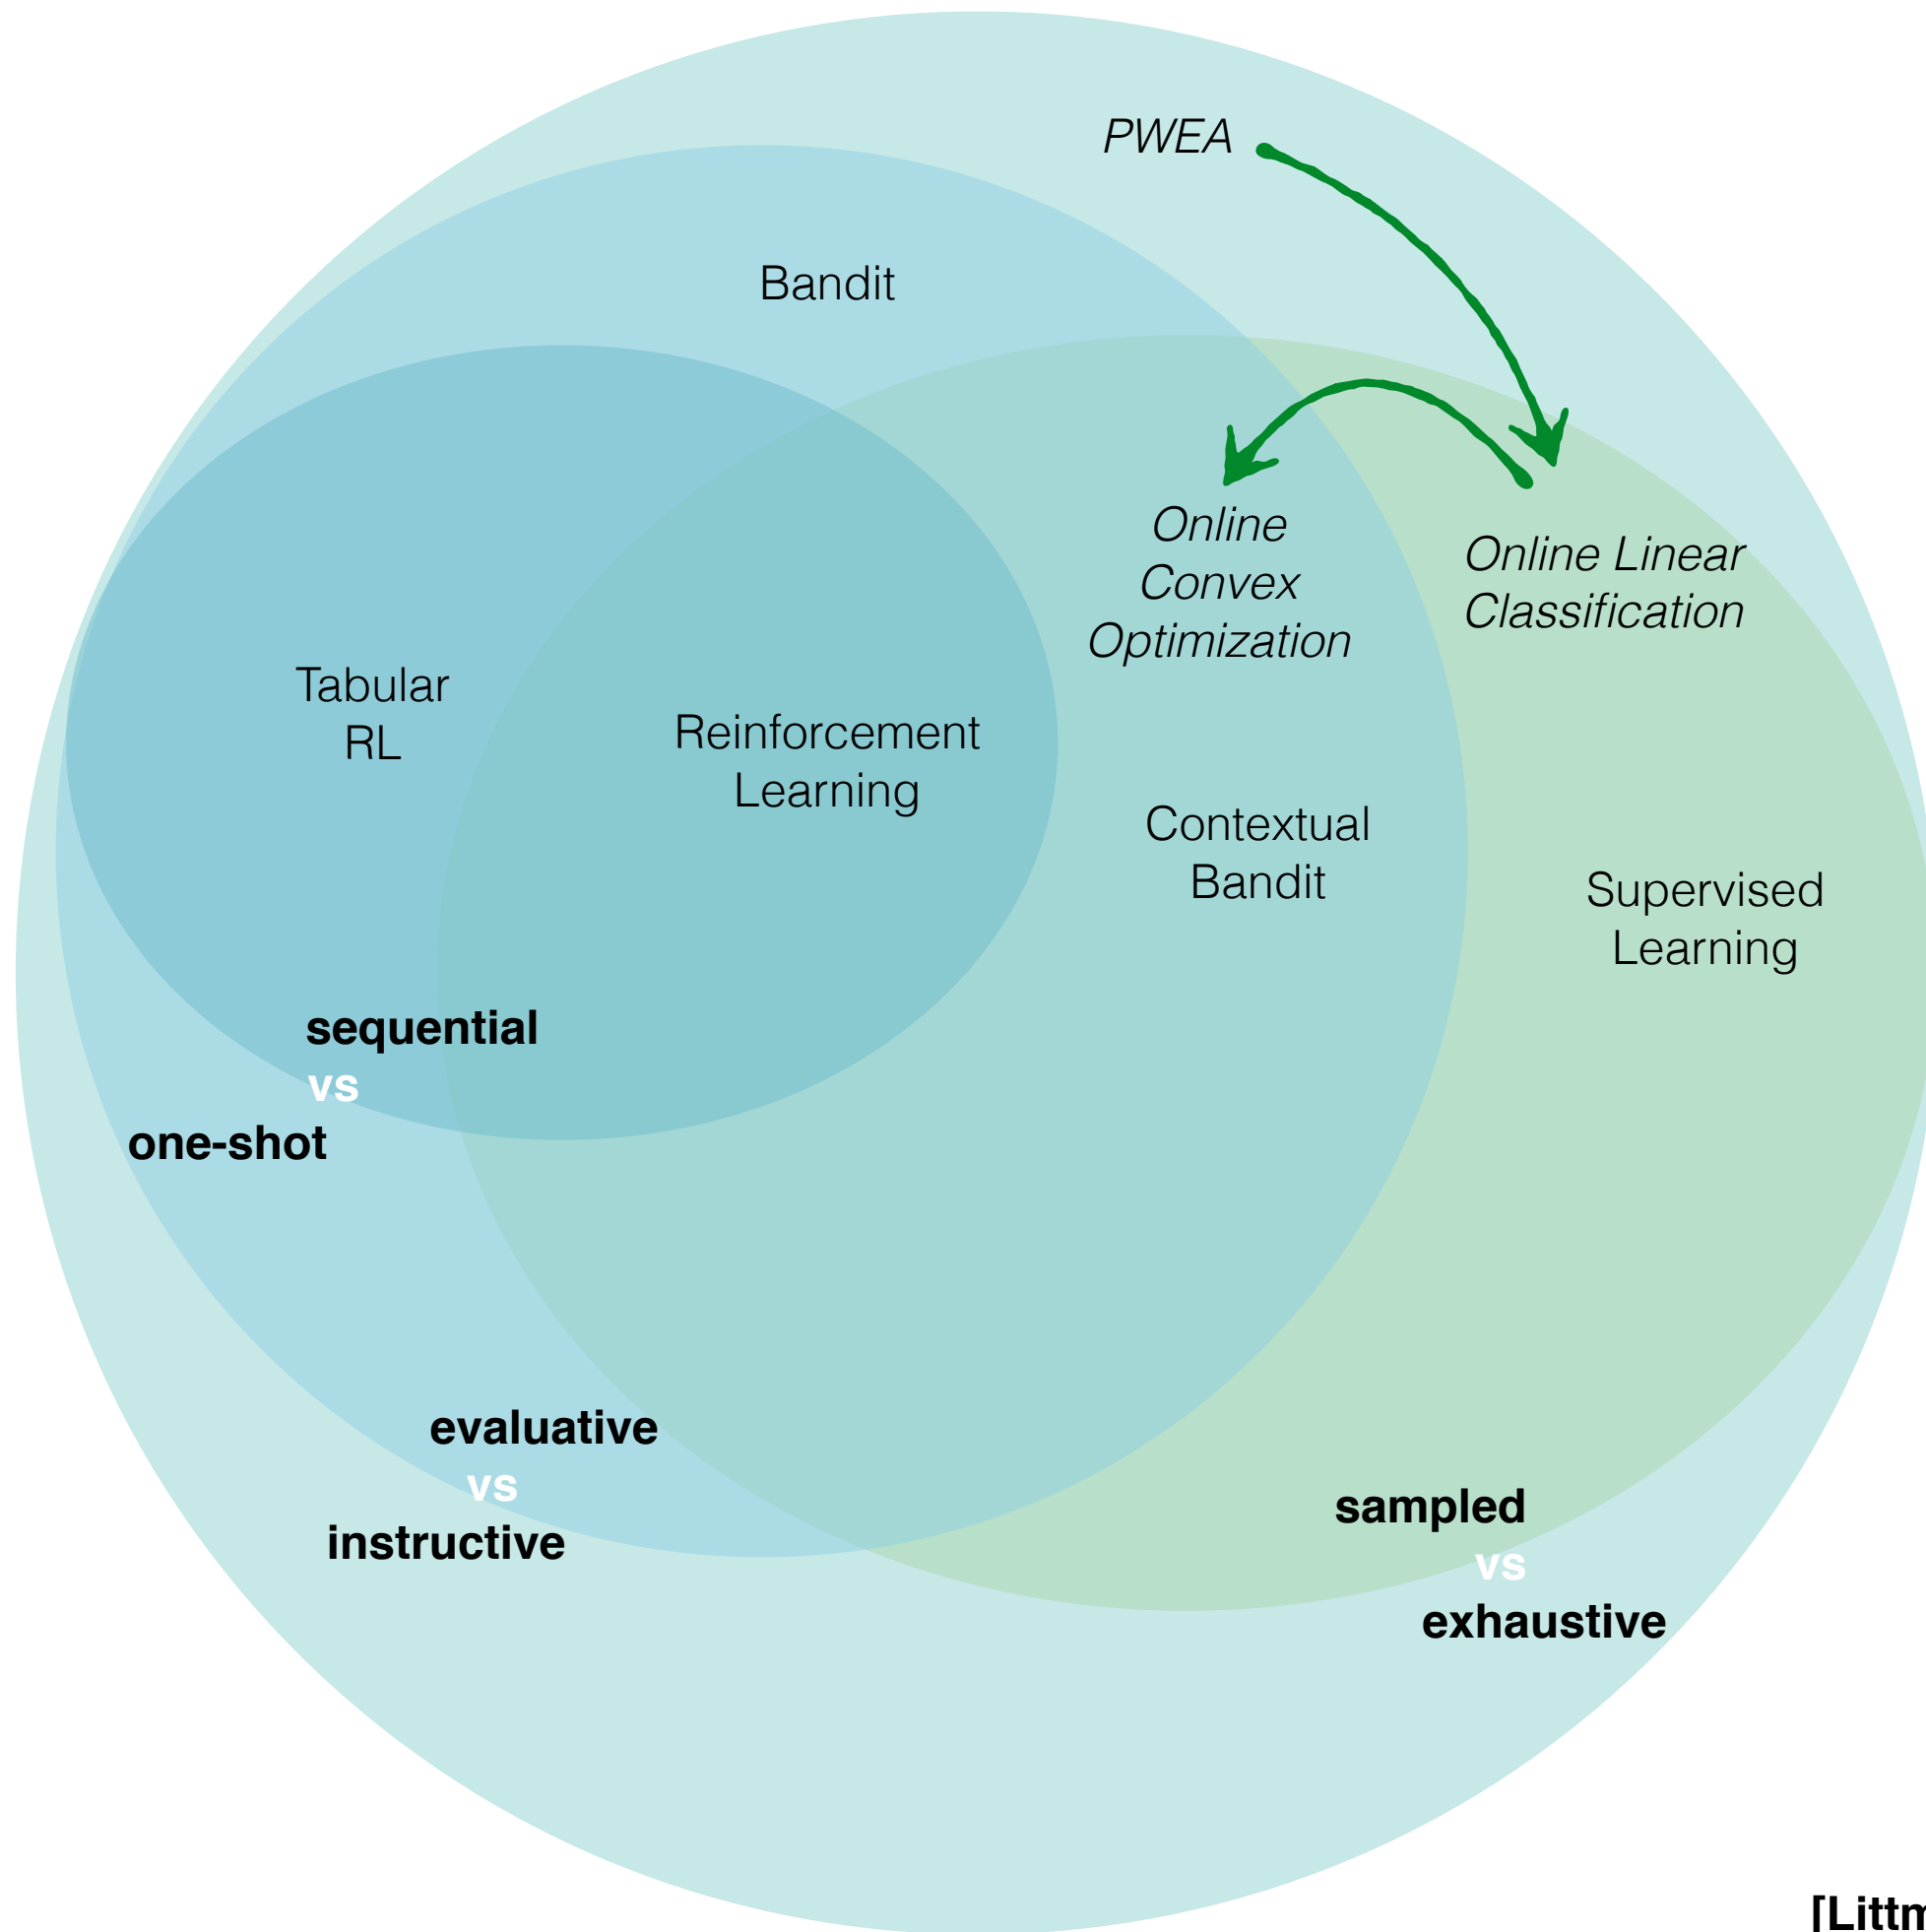 PWEA
Bandit
Online
Convex
Optimization
Online Linear
Classification
Tabular
RL
Reinforcement
Learning
Contextual
Bandit
Supervised
Learning
sequential
vs
one-shot
evaluative
vs
instructive
sampled
vs
exhaustive